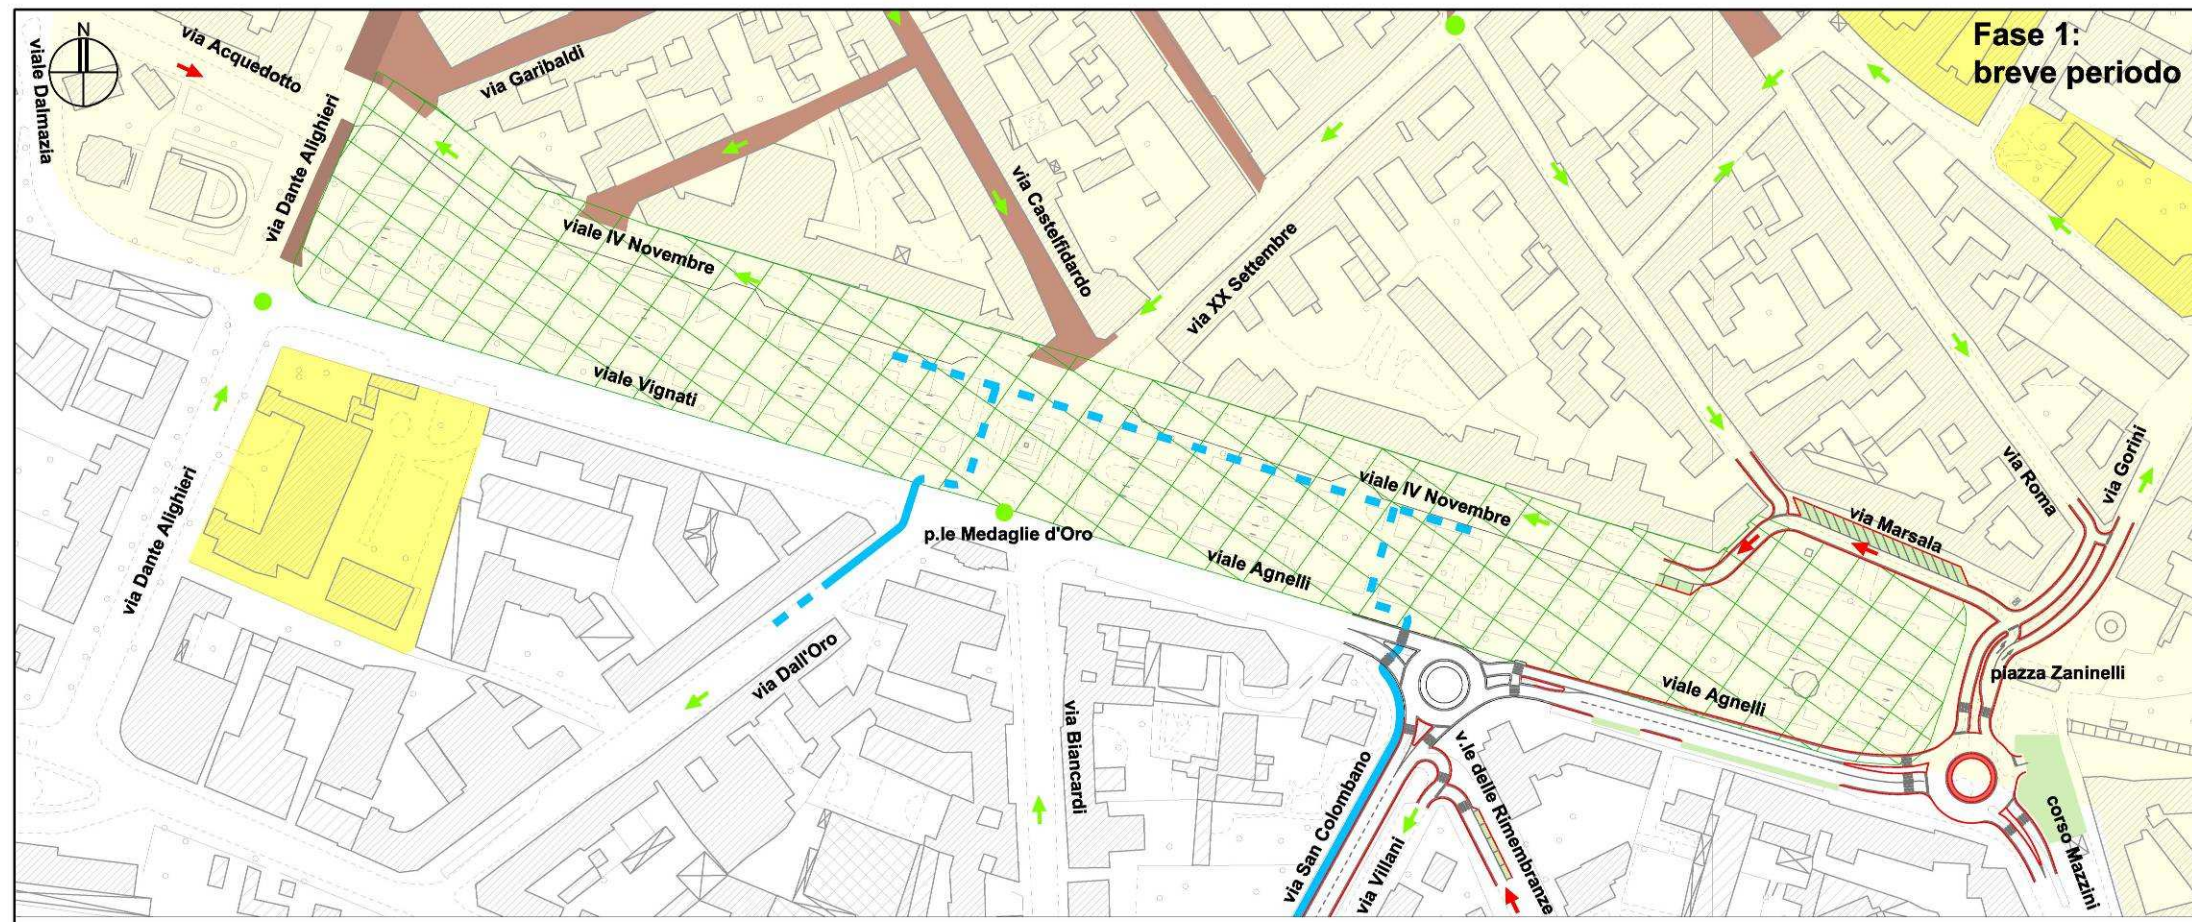 Fase 1:
breve periodo
N
viale Dalmazia
via Acquedotto
via Garibaldi
via Dante Alighieri
viale IV Novembre
via Castelfidardo
via XX Settembre
viale Vignati
viale IV Novembre
via Marsala
via Roma
via Gorini
p.le Medaglie d'Oro
viale Agnelli
via Dante Alighieri
via Dall'Oro
via Biancardi
viale Agnelli
piazza Zaninelli
via San Colombano
v.le delle Rimembranze
via Villani
corso Mazzini